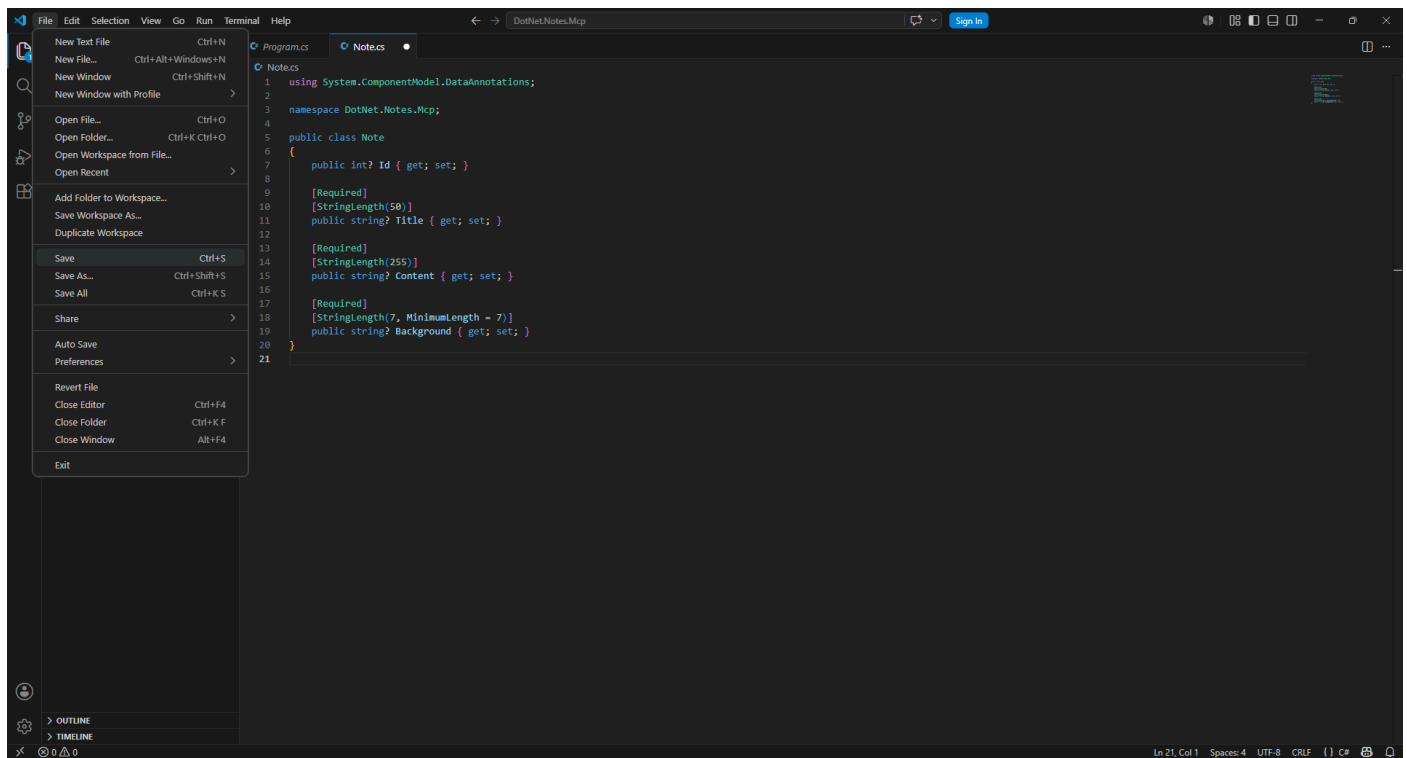 File Edit Selection View Go Run Terminal Help
DotNet.Notes.Mcp
Sign In
New Text File Ctrl+N
New File... Ctrl+Alt+Windows+N
New Window Ctrl+Shift+N
New Window with Profile
Open File... Ctrl+O
Open Folder... Ctrl+K Ctrl+O
Open Workspace from File...
Open Recent
Add Folder to Workspace...
Save Workspace As...
Duplicate Workspace
Save Ctrl+S
Save As... Ctrl+Shift+S
Save All Ctrl+K S
Share
Auto Save
Preferences
Revert File
Close Editor Ctrl+F4
Close Folder Ctrl+K F
Close Window Alt+F4
Exit
1
Program.cs Note.cs
Note.cs
1 using System.ComponentModel.DataAnnotations;
2
3 namespace DotNet.Notes.Mcp;
4
5 public class Note
6 {
7 public int? Id { get; set; }
8
9 [Required]
10 [StringLength(50)]
11 public string? Title { get; set; }
12
13 [Required]
14 [StringLength(255)]
15 public string? Content { get; set; }
16
17 [Required]
18 [StringLength(7, MinimumLength = 7)]
19 public string? Background { get; set; }
20 }
21
OUTLINE
TIMELINE
0 0
Ln 21, Col 1 Spaces: 4 UTF-8 CRLF {} C#